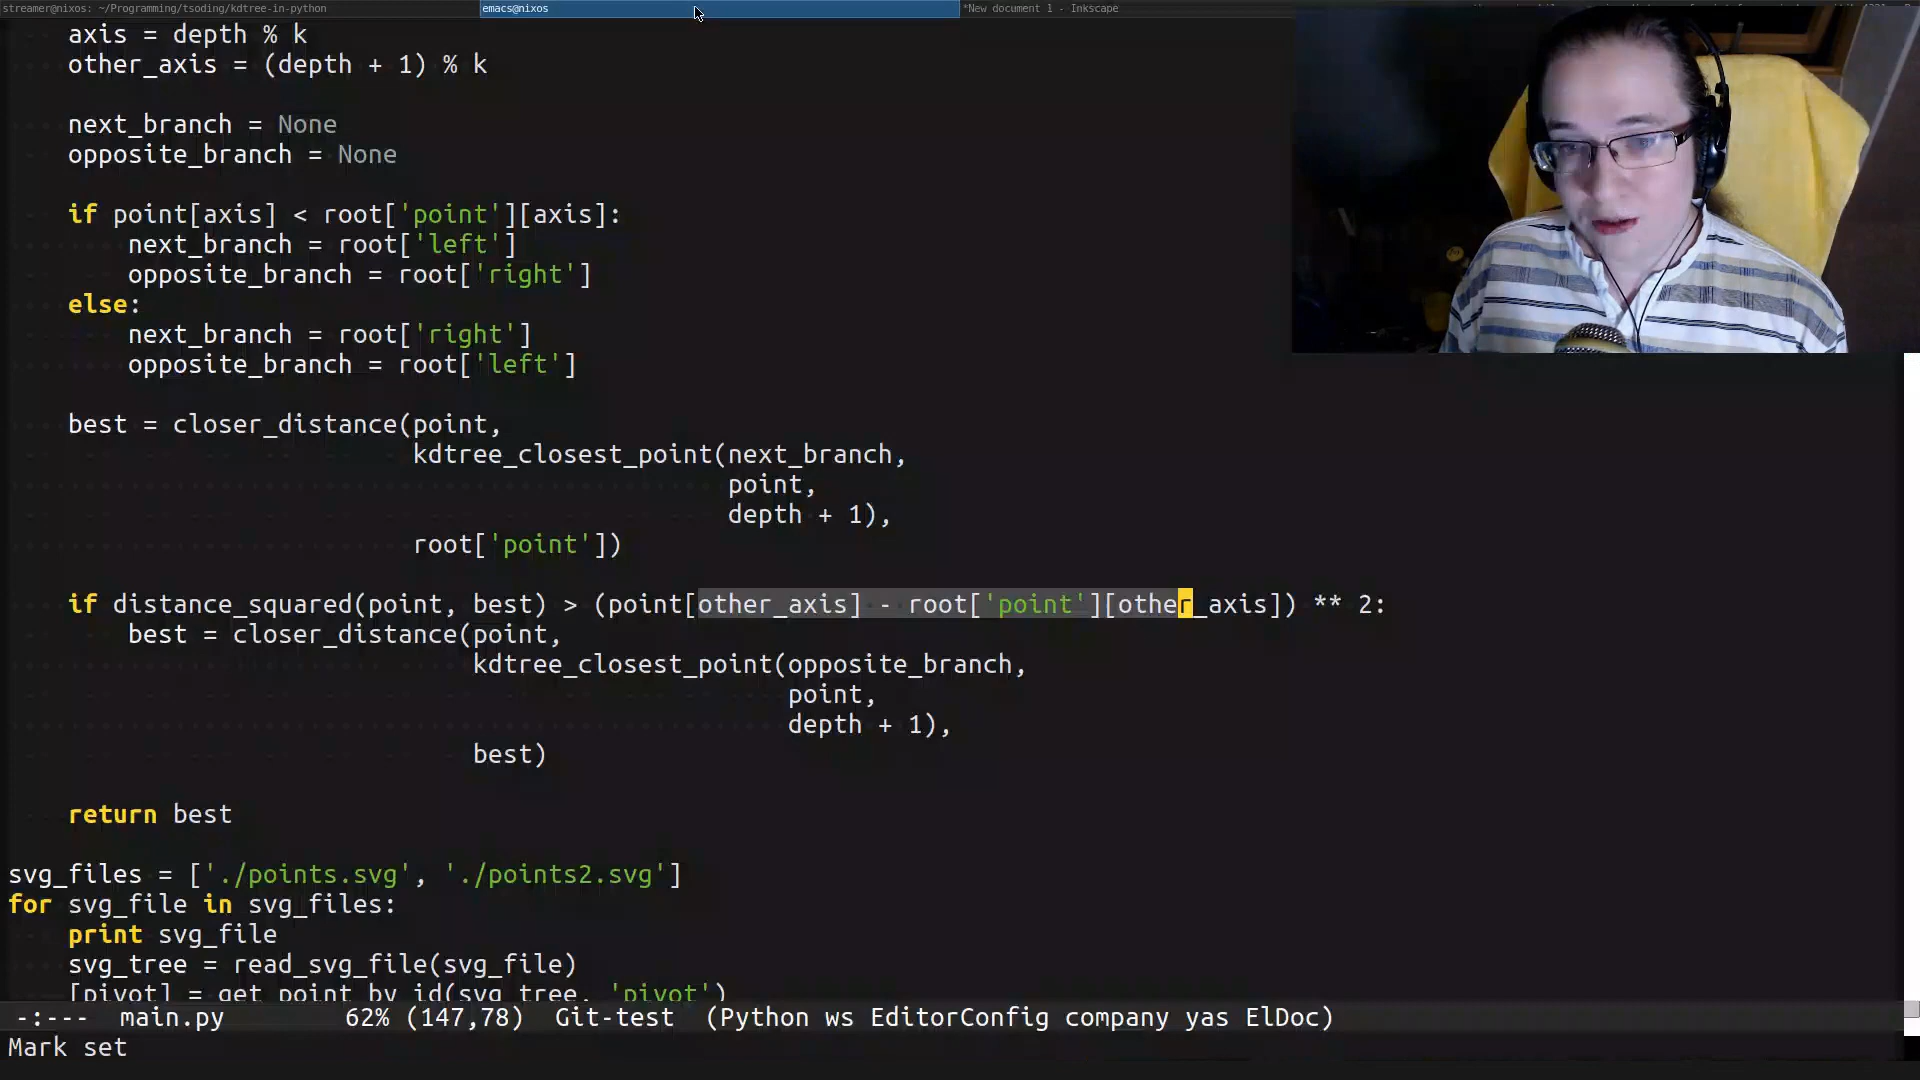 streamer@nixos: ~/Programming/tsoding/kdtree-in-python
emacs@nixos
*New document 1 - Inkscape
axis = depth % k
other_axis = (depth + 1) % k
next_branch = None
opposite_branch = None
if point[axis] < root['point'][axis]:
next_branch = root['left']
opposite_branch = root['right']
else:
next_branch = root['right']
opposite_branch = root['left']
best = closer_distance(point,
kdtree_closest_point(next_branch,
point,
depth + 1),
root['point'])
if distance_squared(point, best) > (point[other_axis] - root['point'][other_axis]) ** 2:
best = closer_distance(point,
kdtree_closest_point(opposite_branch,
point,
depth + 1),
best)
return best
svg_files = ['./points.svg', './points2.svg']
for svg_file in svg_files:
print svg_file
svg_tree = read_svg_file(svg_file)
[pivot] = get_point_by_id(svg_tree, 'pivot')
-:--- main.py 62% (147,78) Git-test (Python ws EditorConfig company yas ElDoc)
Mark set